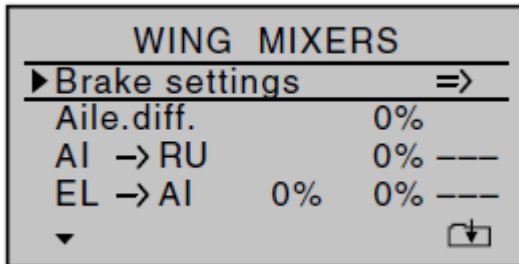 WING MIXERS
▶Brake settings =>
Aile.diff. 0%
AI –> RU 0% –––
EL –> AI 0% 0% –––